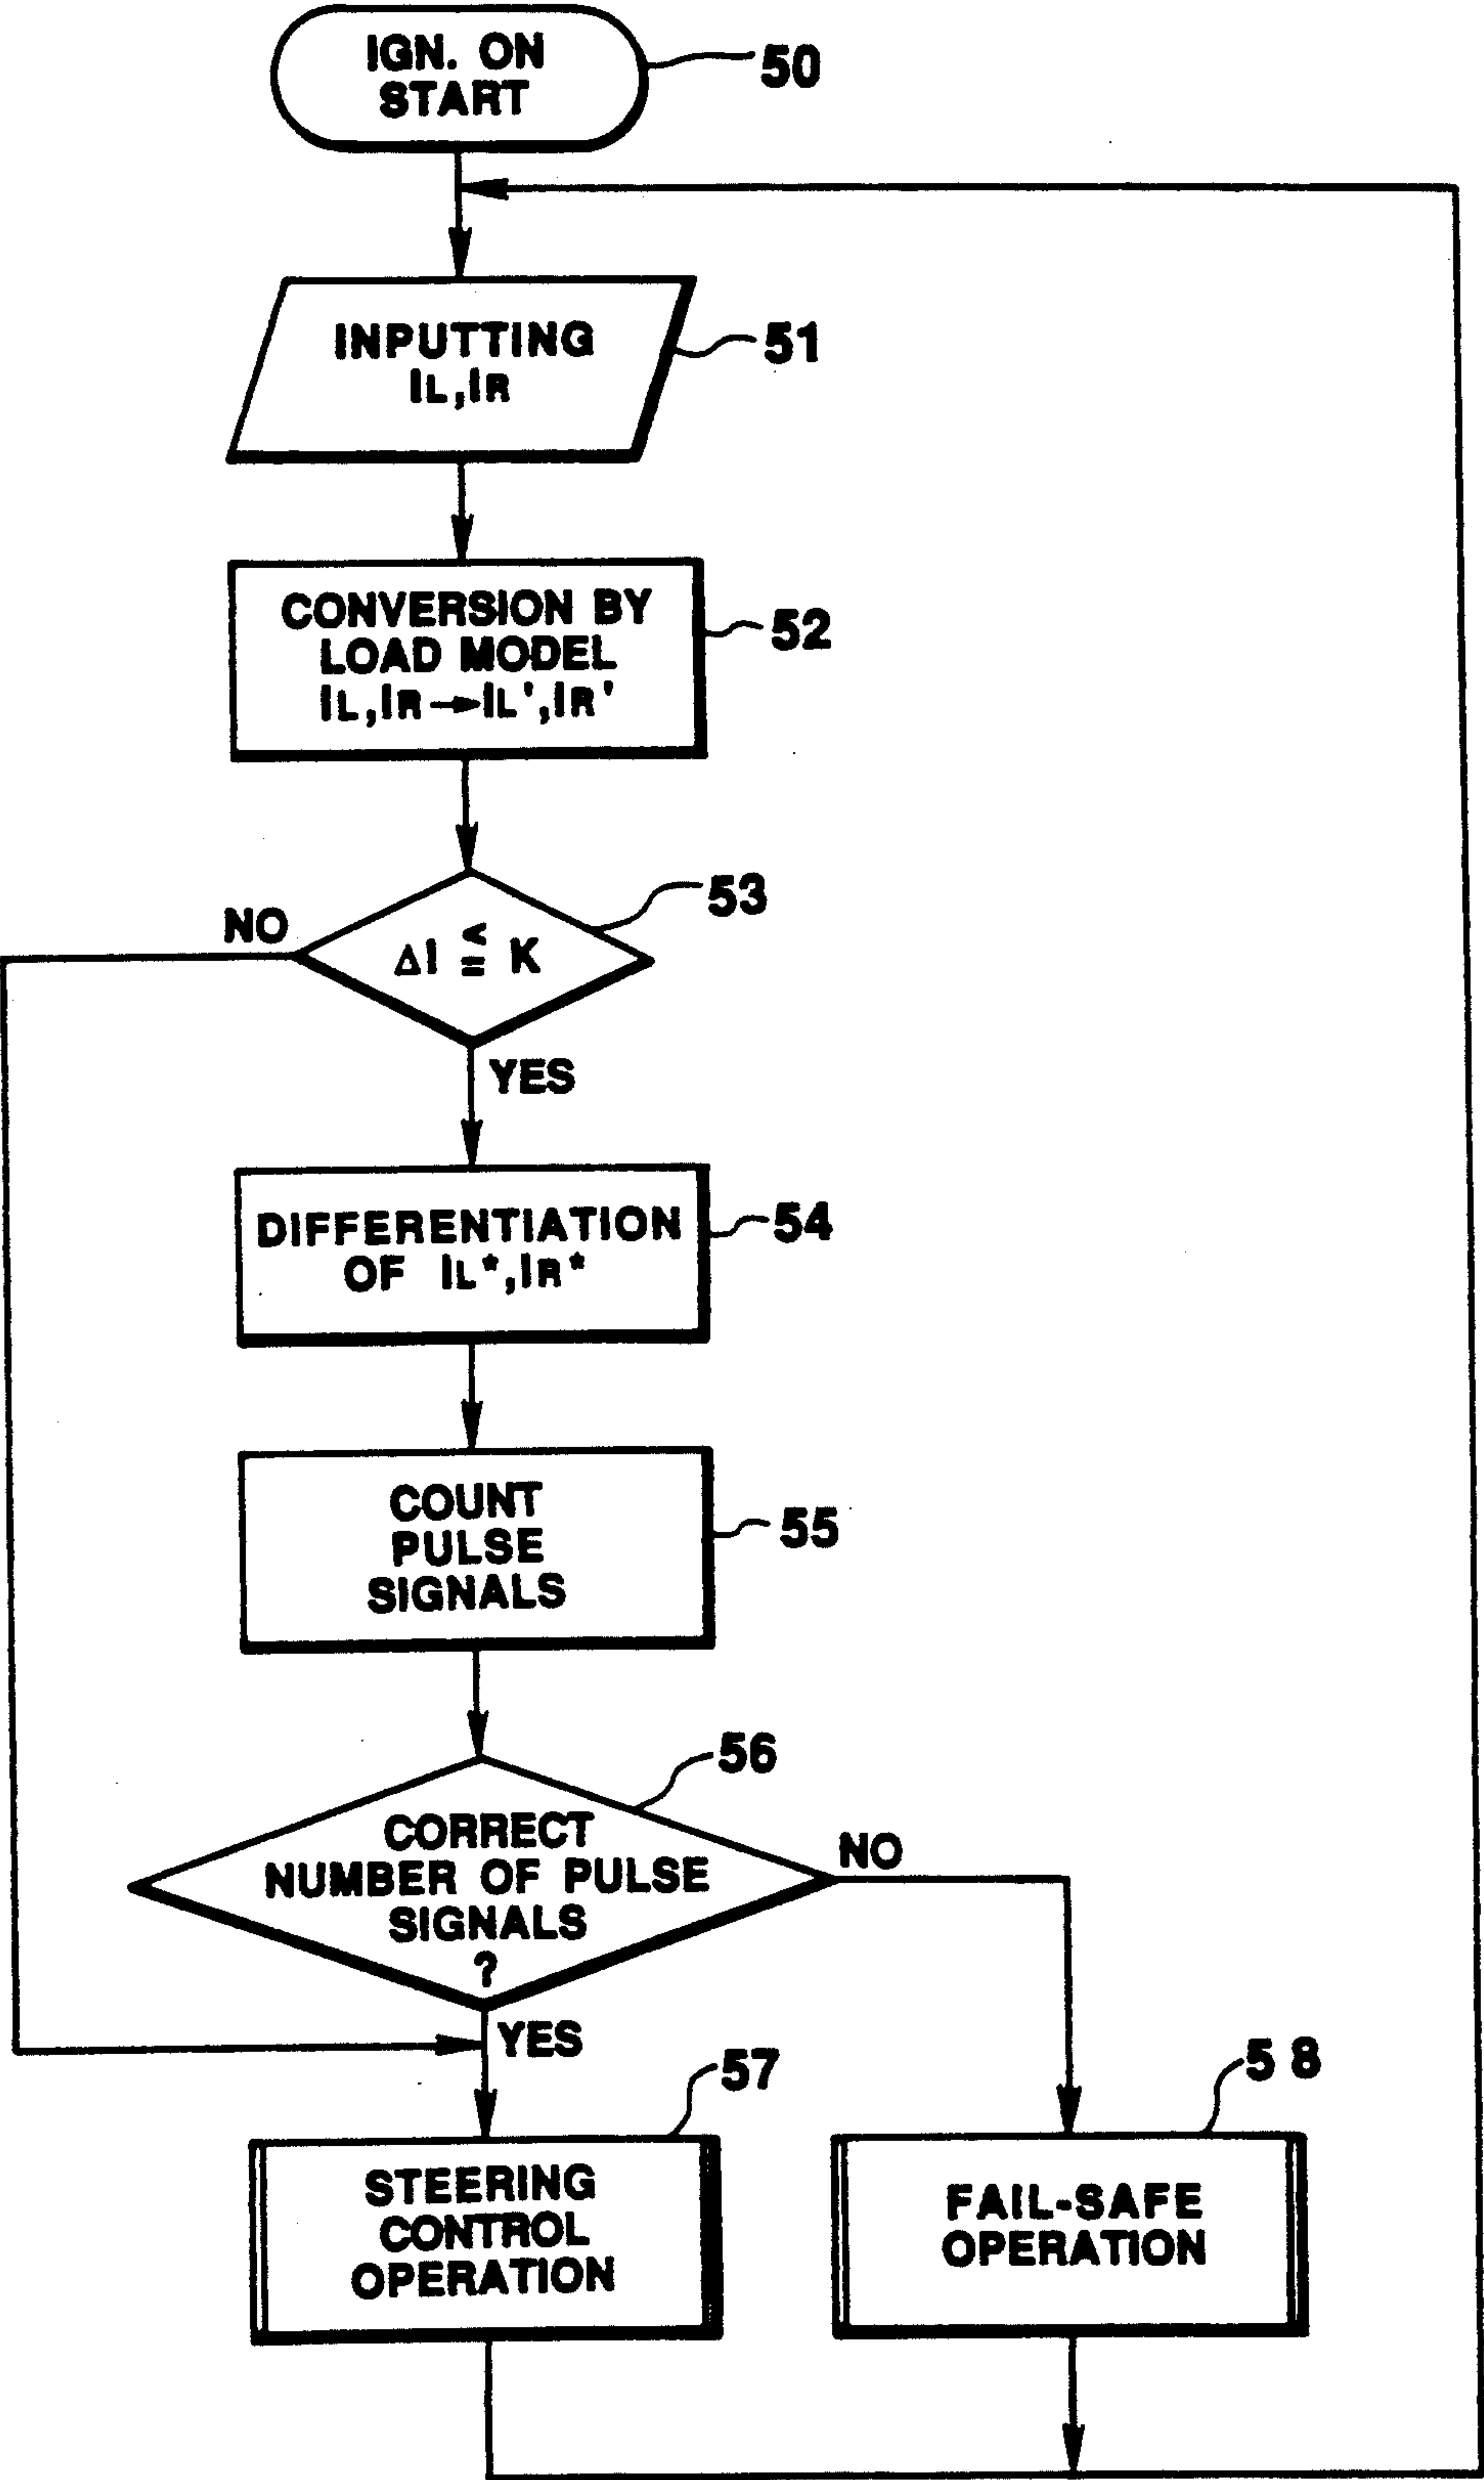 IGN. ON
START
50
INPUTTING
IL,IR
51
CONVERSION BY
LOAD MODEL
IL,IR→IL',IR'
52
53
NO
ΔI ≦ K
YES
DIFFERENTIATION
OF IL*,IR*
54
COUNT
PULSE
SIGNALS
55
56
CORRECT
NUMBER OF PULSE
SIGNALS
?
NO
YES
57
58
STEERING
CONTROL
OPERATION
FAIL-SAFE
OPERATION